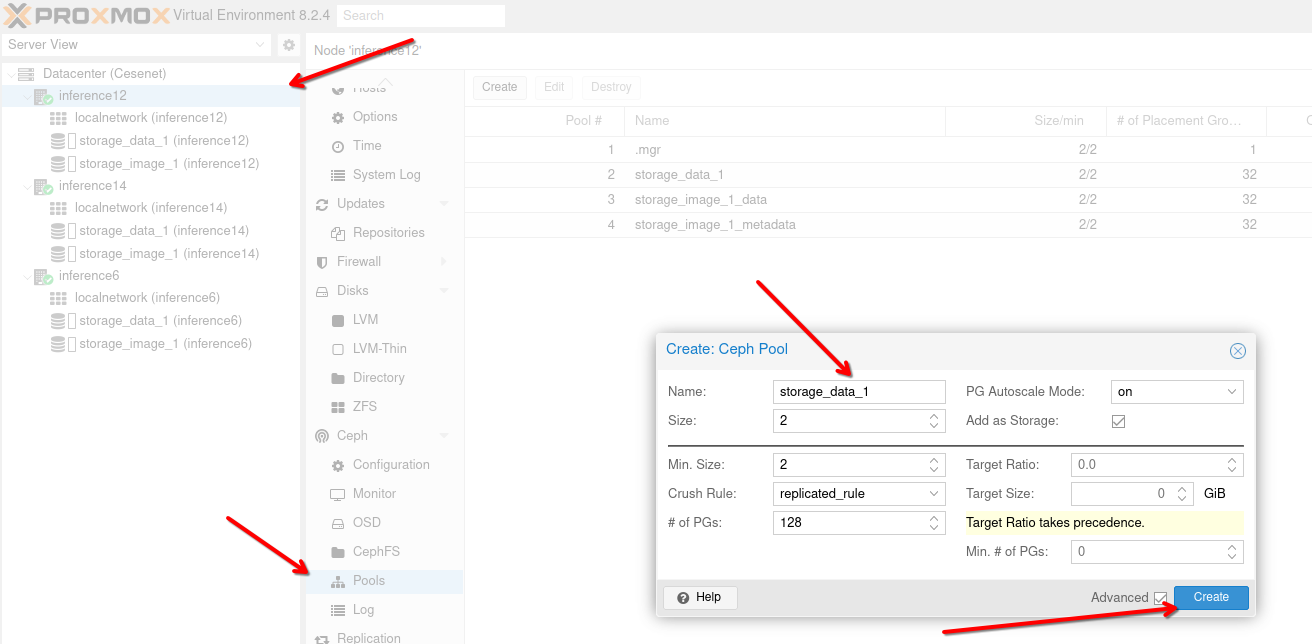 PROXMOX Virtual Environment 8.2.4 Search
Server View
Node 'inference12'
Datacenter (Cesenet)
inference12
localnetwork (inference12)
storage_data_1 (inference12)
storage_image_1 (inference12)
inference14
localnetwork (inference14)
storage_data_1 (inference14)
storage_image_1 (inference14)
inference6
localnetwork (inference6)
storage_data_1 (inference6)
storage_image_1 (inference6)
Hosts
Options
Time
System Log
Updates
Repositories
Firewall
Disks
LVM
LVM-Thin
Directory
ZFS
Ceph
Configuration
Monitor
OSD
CephFS
Pools
Log
Replication
Create Edit Destroy
Pool # Name Size/min # of Placement Gro...
1 .mgr 2/2 1
2 storage_data_1 2/2 32
3 storage_image_1_data 2/2 32
4 storage_image_1_metadata 2/2 32
Create: Ceph Pool
Name: storage_data_1 PG Autoscale Mode: on
Size: 2 Add as Storage:
Min. Size: 2 Target Ratio: 0.0
Crush Rule: replicated_rule Target Size: 0 GiB
# of PGs: 128 Target Ratio takes precedence.
Min. # of PGs: 0
Help Advanced Create